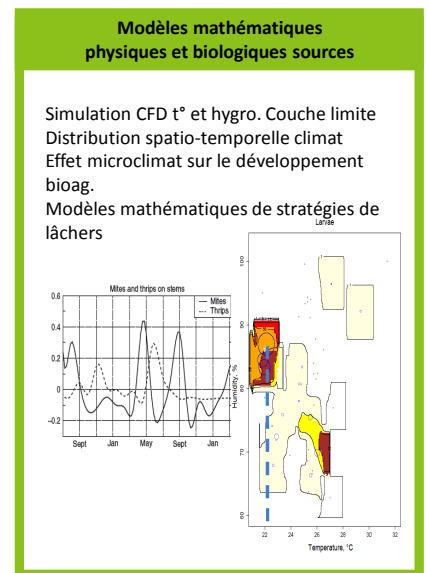 Modèles mathématiques
physiques et biologiques sources
Simulation CFD t° et hygro. Couche limite
Distribution spatio-temporelle climat
Effet microclimat sur le développement
bioag.
Modèles mathématiques de stratégies de
lâchers
Larvae
Mites and thrips on stems
Mites
Thrips
0.6
0.4
0.2
0
−0.2
Sept Jan May Sept Jan
Humidity, %
100
90
80
70
60
22 24 26 28 30 32
Temperature, °C